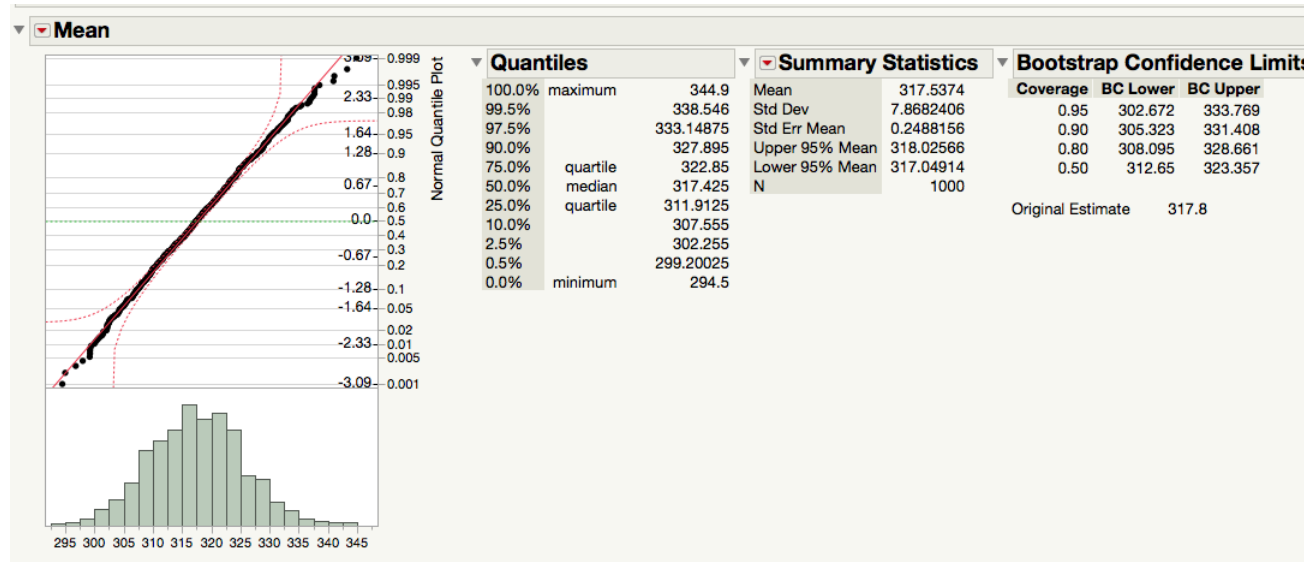 Mean
3.09 0.999
0.995
2.33 0.99
0.98
1.64 0.95
1.28 0.9
0.8
0.67 0.7
0.6
0.0 0.5
0.4
0.3
-0.67 0.2
-1.28 0.1
-1.64 0.05
0.02
-2.33 0.01
0.005
-3.09 0.001
Normal Quantile Plot
295 300 305 310 315 320 325 330 335 340 345
Quantiles
100.0% maximum 344.9
99.5% 338.546
97.5% 333.14875
90.0% 327.895
75.0% quartile 322.85
50.0% median 317.425
25.0% quartile 311.9125
10.0% 307.555
2.5% 302.255
0.5% 299.20025
0.0% minimum 294.5
Summary Statistics
Mean 317.5374
Std Dev 7.8682406
Std Err Mean 0.2488156
Upper 95% Mean 318.02566
Lower 95% Mean 317.04914
N 1000
Bootstrap Confidence Limits
Coverage BC Lower BC Upper
0.95 302.672 333.769
0.90 305.323 331.408
0.80 308.095 328.661
0.50 312.65 323.357
Original Estimate 317.8